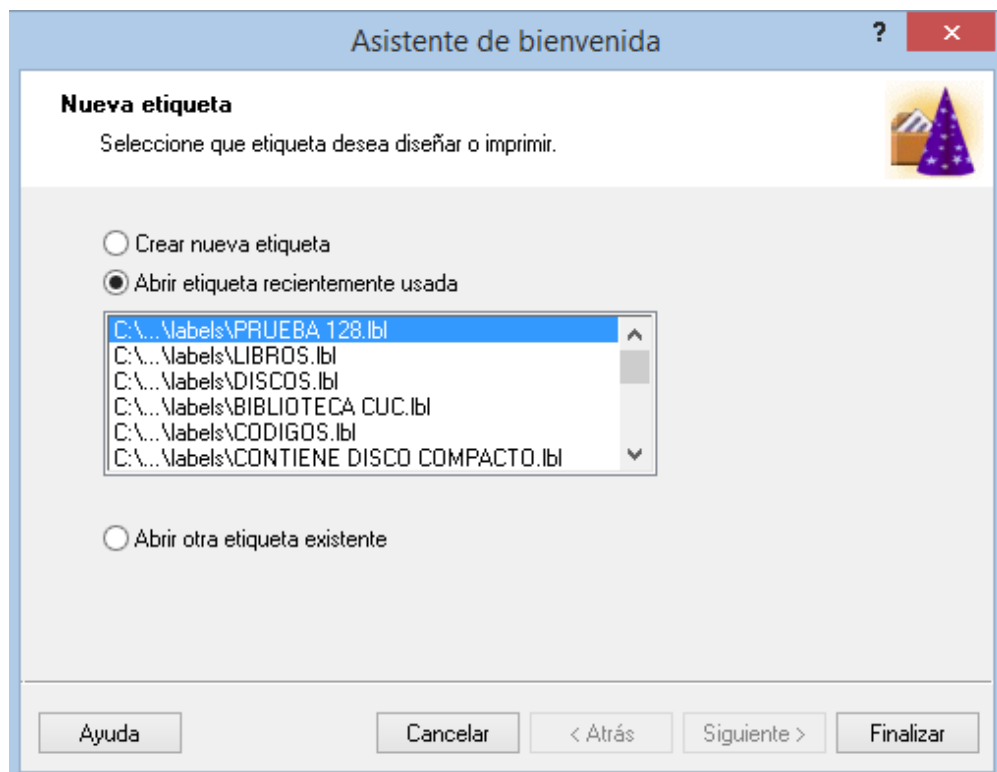 Asistente de bienvenida
?
Nueva etiqueta
Seleccione que etiqueta desea diseñar o imprimir.
Crear nueva etiqueta
Abrir etiqueta recientemente usada
C:\...\labels\PRUEBA 128.lbl
C:\...\labels\LIBROS.lbl
C:\...\labels\DISCOS.lbl
C:\...\labels\BIBLIOTECA CUC.lbl
C:\...\labels\CODIGOS.lbl
C:\...\labels\CONTIENE DISCO COMPACTO.lbl
Abrir otra etiqueta existente
Ayuda Cancelar < Atrás Siguiente > Finalizar